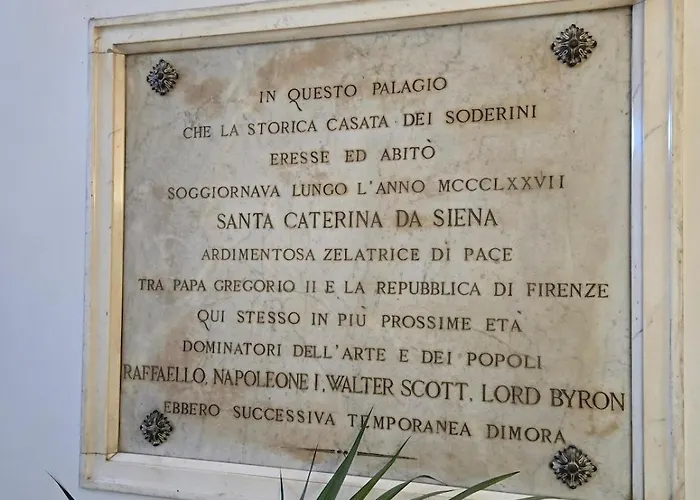 IN QUESTO PALAGIO
CHE LA STORICA CASATA DEI SODERINI
ERESSE ED ABITÒ
SOGGIORNAVA LUNGO L'ANNO MCCCLXXVII
SANTA CATERINA DA SIENA
ARDIMENTOSA ZELATRICE DI PACE
TRA PAPA GREGORIO II E LA REPUBBLICA DI FIRENZE
QUI STESSO IN PIÙ PROSSIME ETÀ
DOMINATORI DELL'ARTE E DEI POPOLI
RAFFAELLO, NAPOLEONE I, WALTER SCOTT, LORD BYRON
EBBERO SUCCESSIVA TEMPORANEA DIMORA